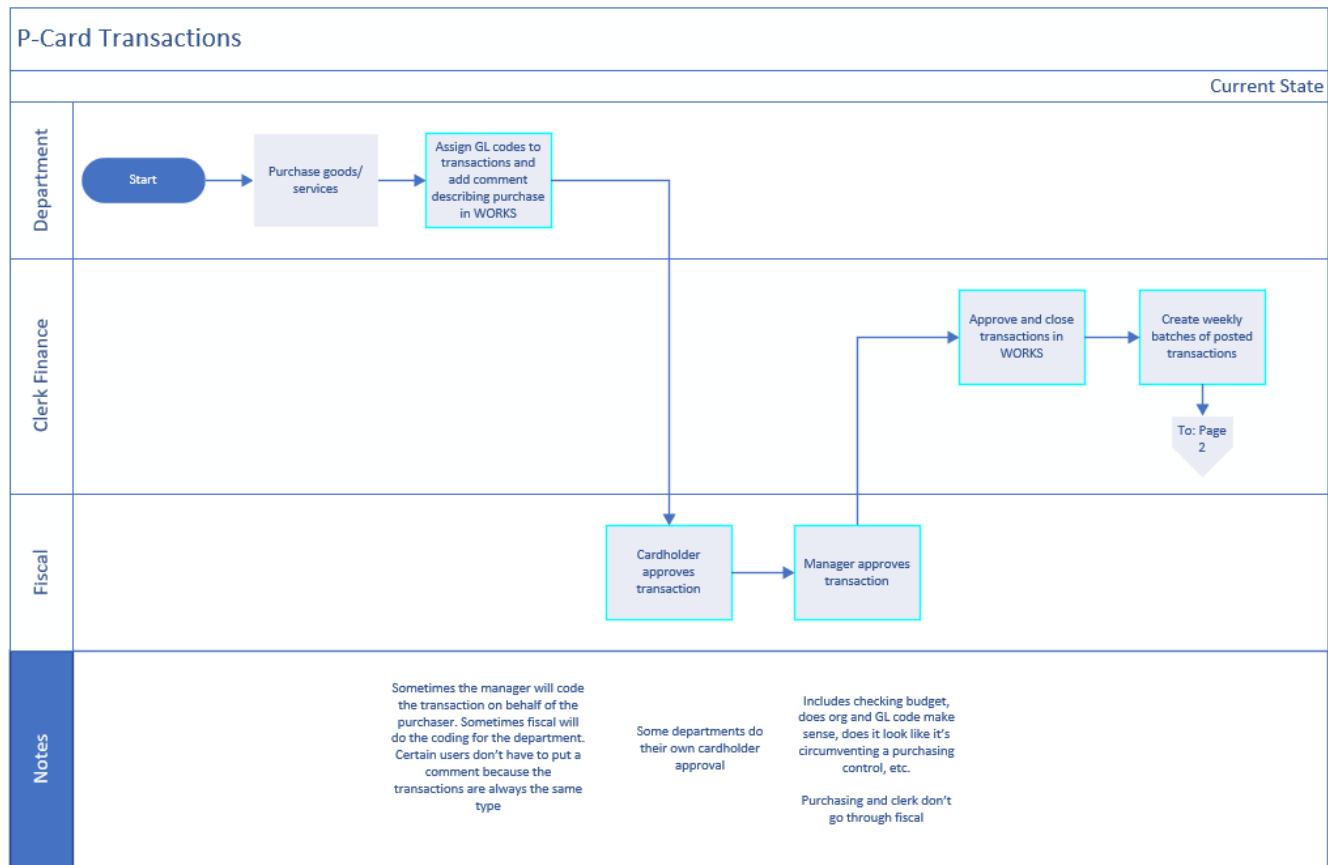 P-Card Transactions
Current State
Department
Start
Purchase goods/
services
Assign GL codes to
transactions and
add comment
describing purchase
in WORKS
Clerk Finance
Approve and close
transactions in
WORKS
Create weekly
batches of posted
transactions
To: Page
2
Fiscal
Cardholder
approves
transaction
Manager approves
transaction
Notes
Sometimes the manager will code
the transaction on behalf of the
purchaser. Sometimes fiscal will
do the coding for the department.
Certain users don't have to put a
comment because the
transactions are always the same
type
Some departments do
their own cardholder
approval
Includes checking budget,
does org and GL code make
sense, does it look like it's
circumventing a purchasing
control, etc.
Purchasing and clerk don't
go through fiscal